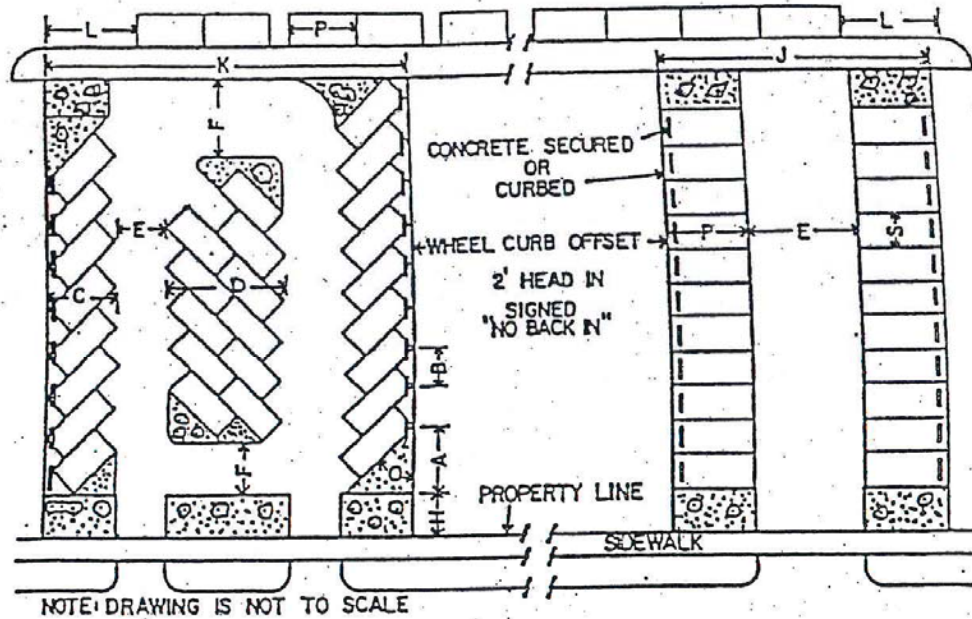 L
P
L
K
J
F
CONCRETE SECURED
OR
CURBED
E
P
E
S
WHEEL CURB OFFSET
C
D
2' HEAD IN
SIGNED
"NO BACK IN"
B
A
F
O
H
PROPERTY LINE
SIDEWALK
NOTE: DRAWING IS NOT TO SCALE